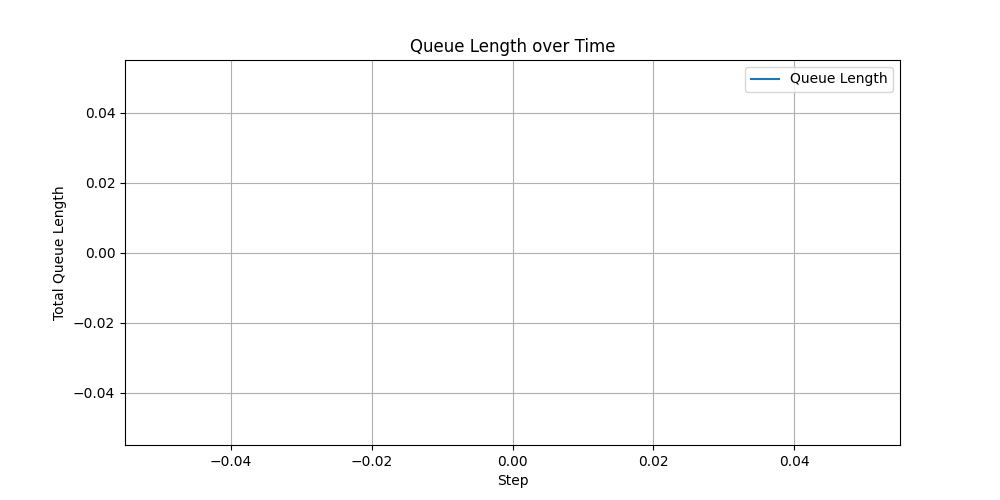 Queue Length over Time
Queue Length
0.04
0.02
0.00
−0.02
−0.04
Total Queue Length
−0.04 −0.02 0.00 0.02 0.04
Step